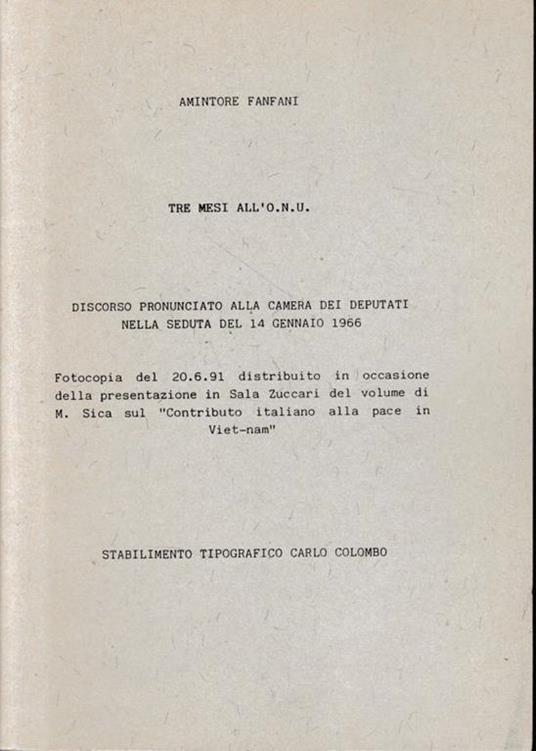 AMINTORE FANFANI
TRE MESI ALL'O.N.U.
DISCORSO PRONUNCIATO ALLA CAMERA DEI DEPUTATI
NELLA SEDUTA DEL 14 GENNAIO 1966
Fotocopia del 20.6.91 distribuito in occasione
della presentazione in Sala Zuccari del volume di
M. Sica sul "Contributo italiano alla pace in
Viet-nam"
STABILIMENTO TIPOGRAFICO CARLO COLOMBO